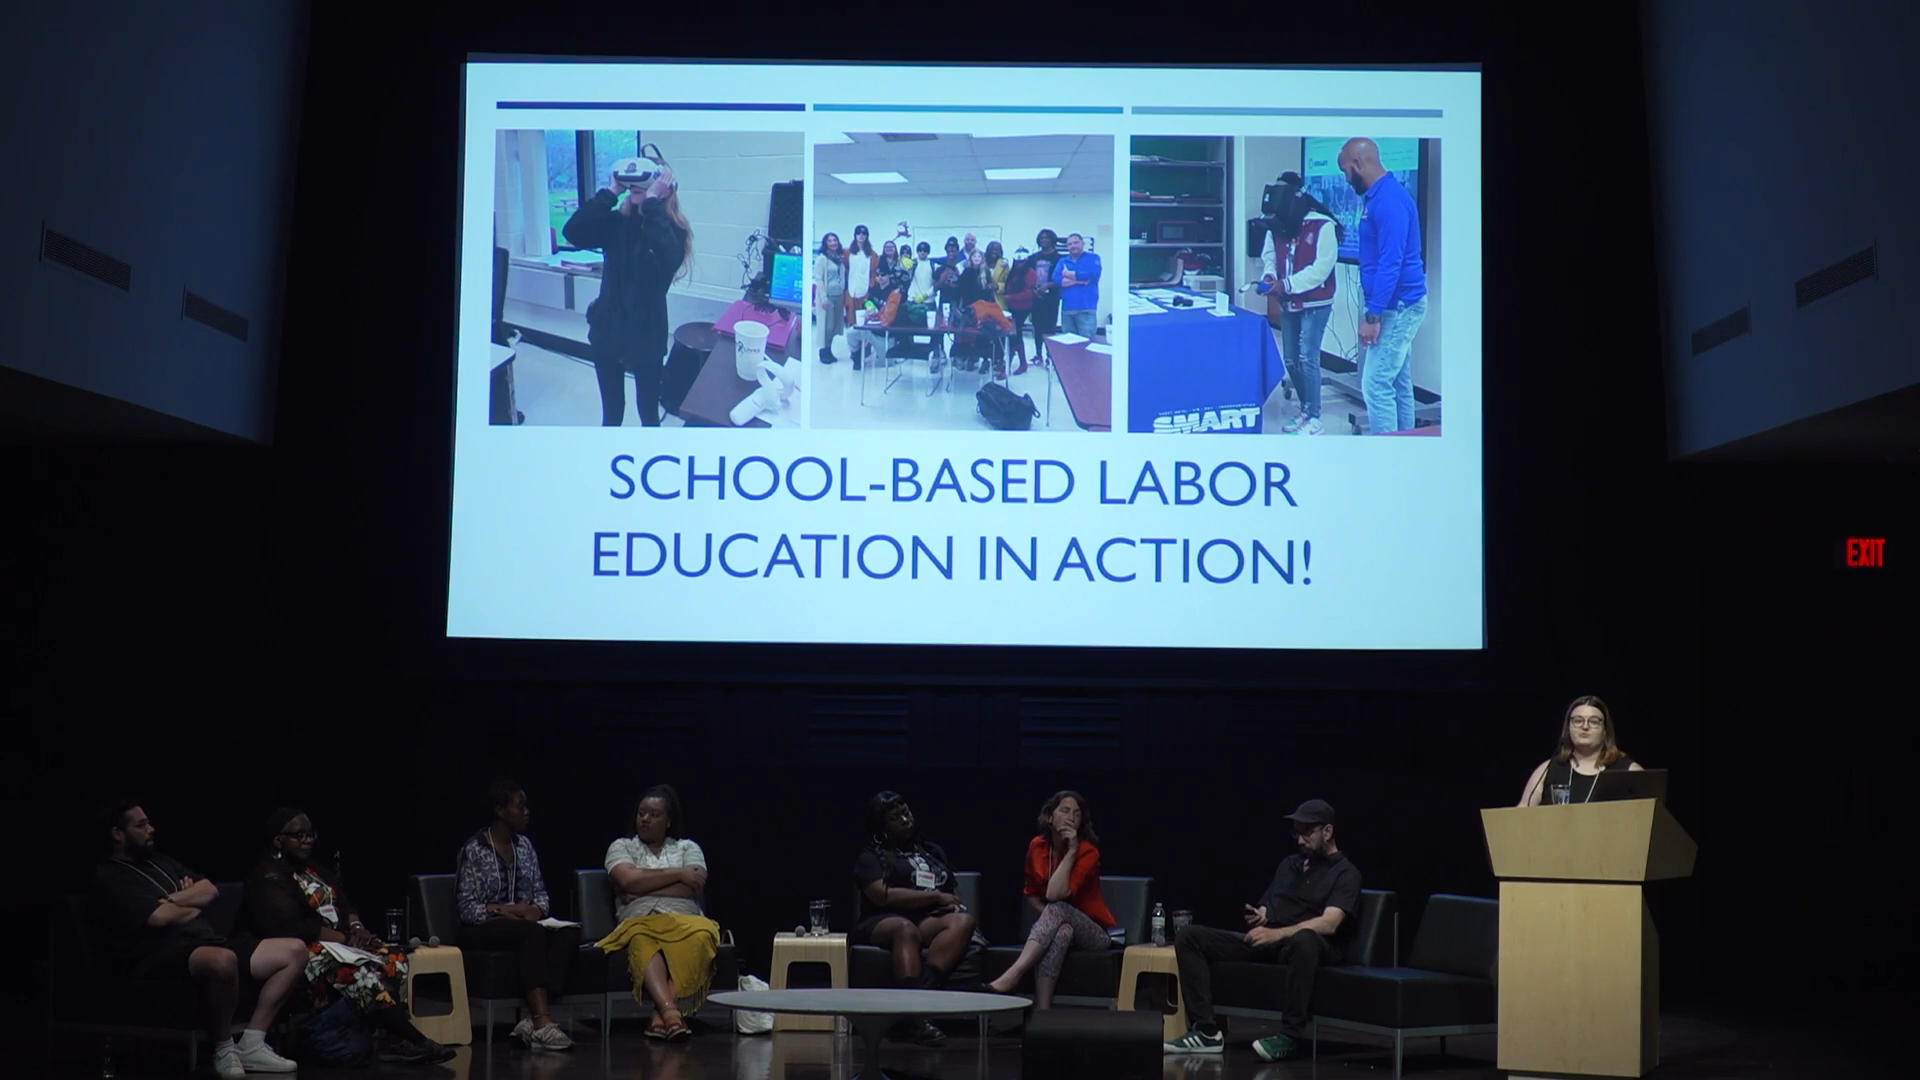 SCHOOL-BASED LABOR
EDUCATION IN ACTION!
SMART
EXIT